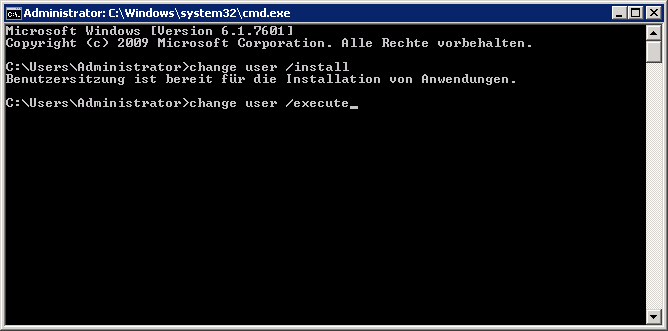 Administrator: C:\Windows\system32\cmd.exe
Microsoft Windows [Version 6.1.7601]
Copyright (c) 2009 Microsoft Corporation. Alle Rechte vorbehalten.
C:\Users\Administrator>change user /install
Benutzersitzung ist bereit für die Installation von Anwendungen.
C:\Users\Administrator>change user /execute_